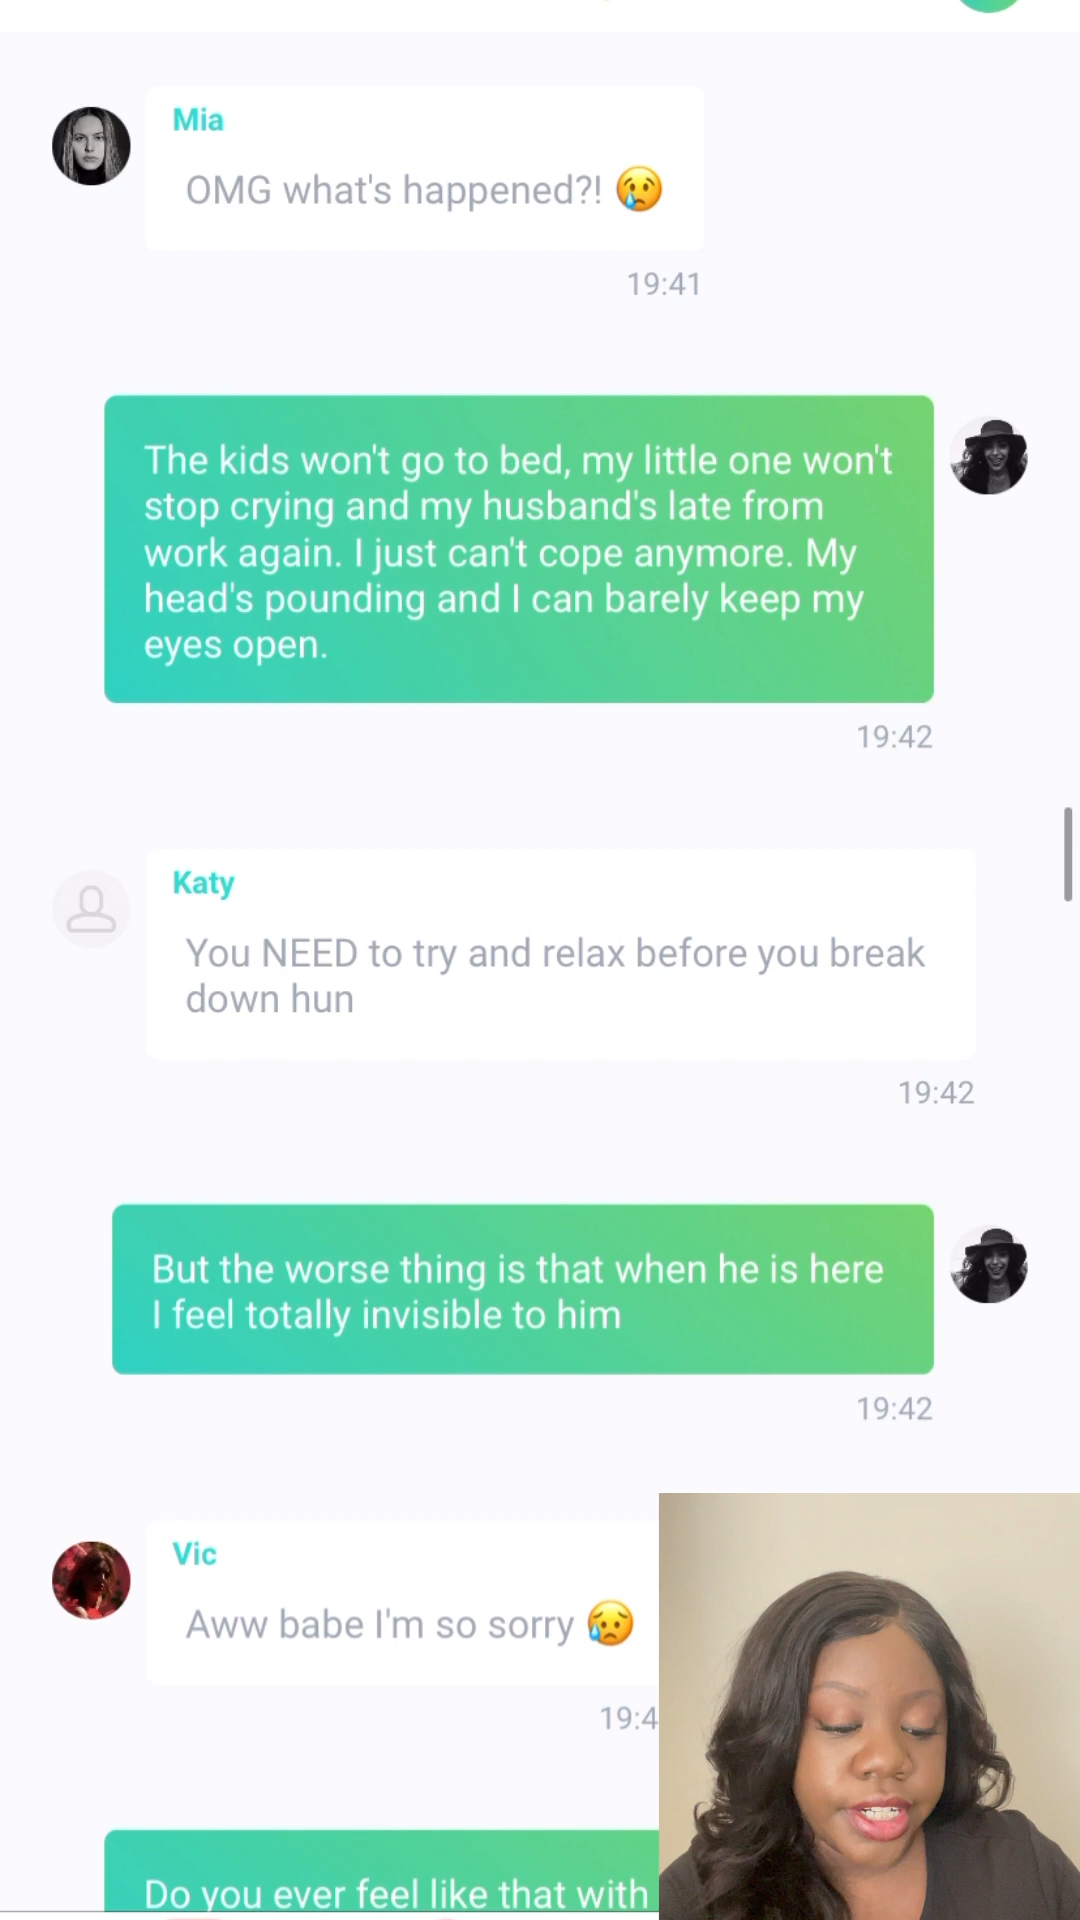 Mia
OMG what's happened?! 😢
19:41
The kids won't go to bed, my little one won't
stop crying and my husband's late from
work again. I just can't cope anymore. My
head's pounding and I can barely keep my
eyes open.
19:42
Katy
You NEED to try and relax before you break
down hun
19:42
But the worse thing is that when he is here
I feel totally invisible to him
19:42
Vic
Aww babe I'm so sorry 😥
19:4
Do you ever feel like that with